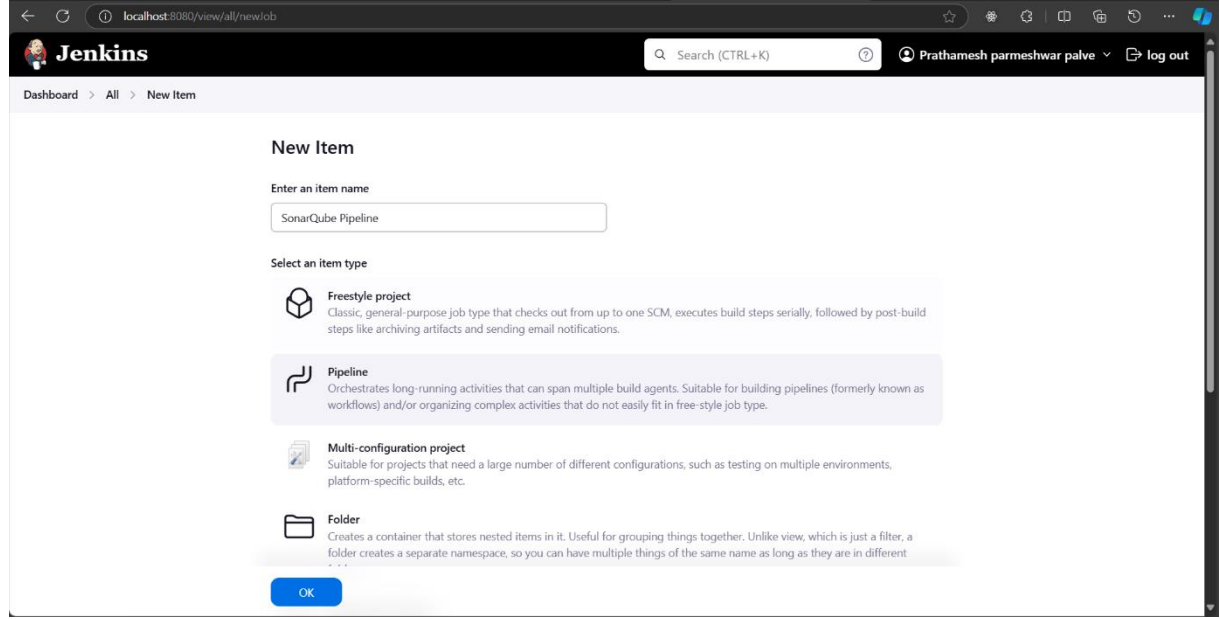 localhost:8080/view/all/newJob
Jenkins
Search (CTRL+K)
Prathamesh parmeshwar palve
log out
Dashboard > All > New Item
New Item
Enter an item name
SonarQube Pipeline
Select an item type
Freestyle project
Classic, general-purpose job type that checks out from up to one SCM, executes build steps serially, followed by post-build
steps like archiving artifacts and sending email notifications.
Pipeline
Orchestrates long-running activities that can span multiple build agents. Suitable for building pipelines (formerly known as
workflows) and/or organizing complex activities that do not easily fit in free-style job type.
Multi-configuration project
Suitable for projects that need a large number of different configurations, such as testing on multiple environments,
platform-specific builds, etc.
Folder
Creates a container that stores nested items in it. Useful for grouping things together. Unlike view, which is just a filter, a
folder creates a separate namespace, so you can have multiple things of the same name as long as they are in different
OK